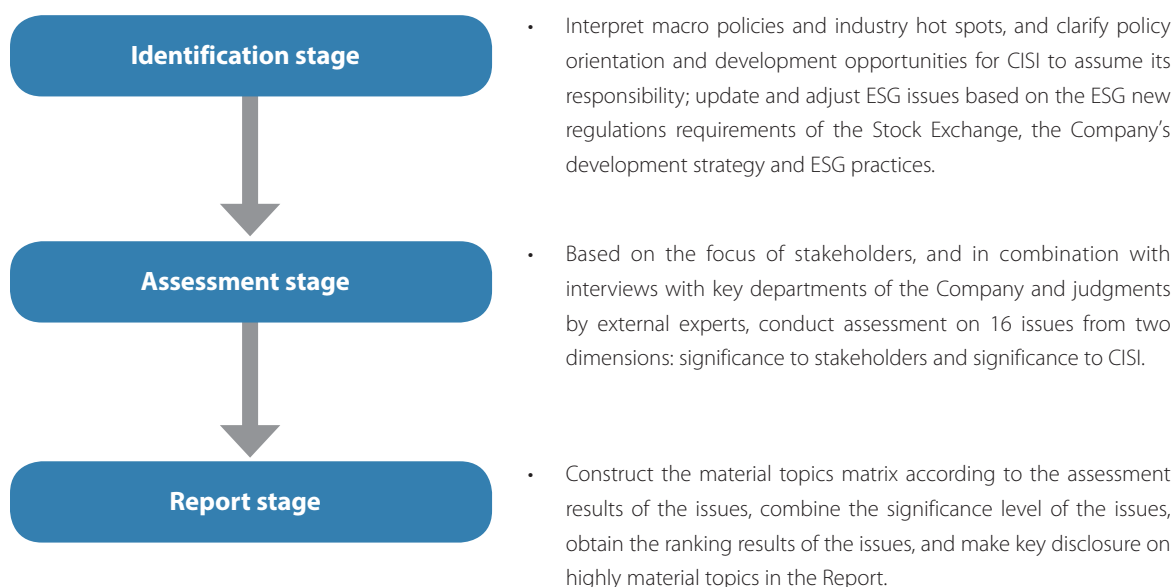 Identification stage
• Interpret macro policies and industry hot spots, and clarify policy
orientation and development opportunities for CISI to assume its
responsibility; update and adjust ESG issues based on the ESG new
regulations requirements of the Stock Exchange, the Company's
development strategy and ESG practices.
Assessment stage
• Based on the focus of stakeholders, and in combination with
interviews with key departments of the Company and judgments
by external experts, conduct assessment on 16 issues from two
dimensions: significance to stakeholders and significance to CISI.
Report stage
• Construct the material topics matrix according to the assessment
results of the issues, combine the significance level of the issues,
obtain the ranking results of the issues, and make key disclosure on
highly material topics in the Report.